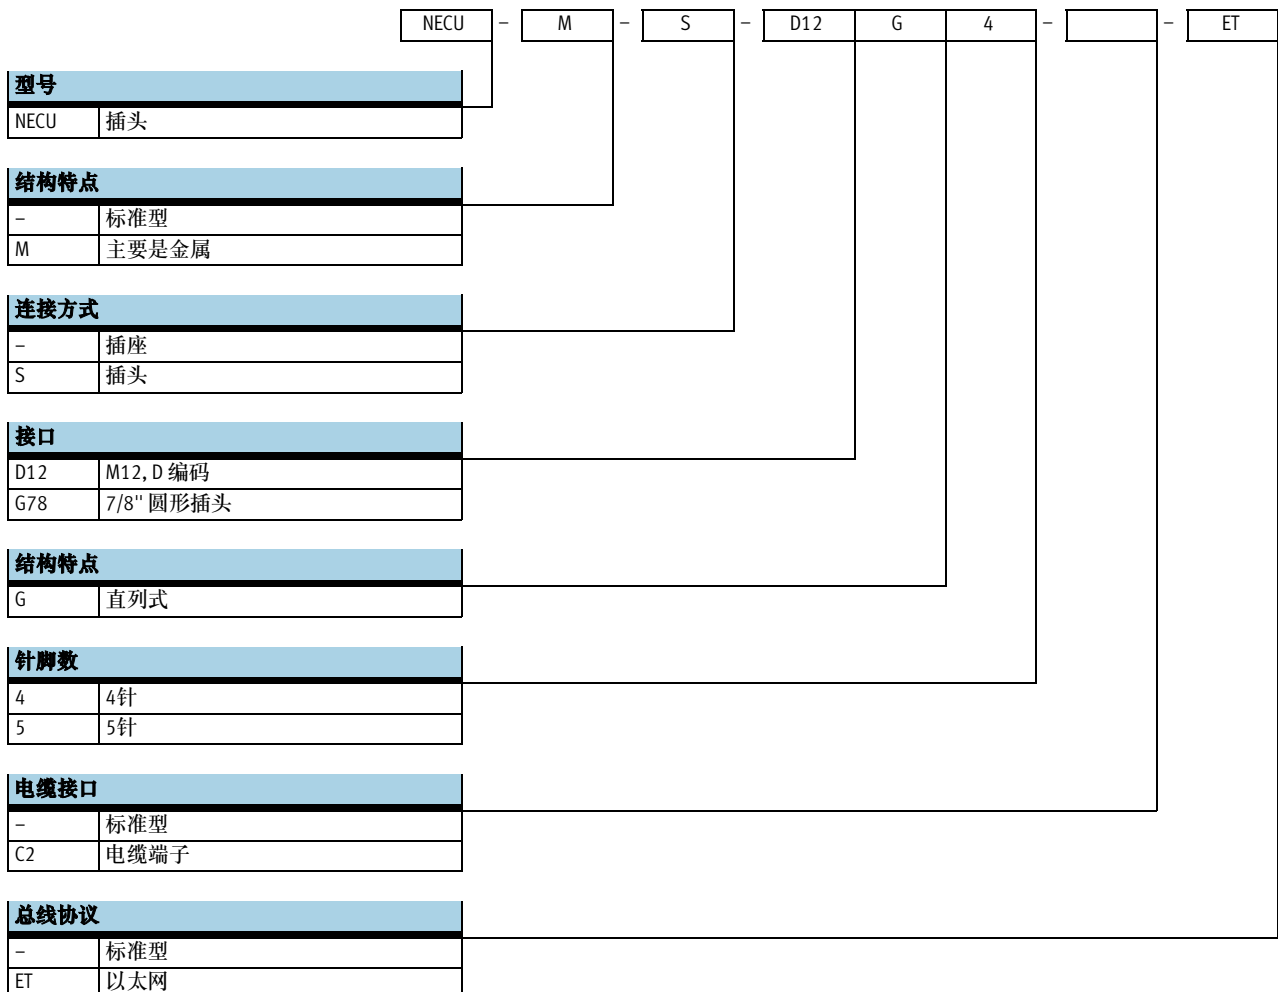 NECU – M – S – D12 G 4 – – ET
型号
NECU 插头
结构特点
– 标准型
M 主要是金属
连接方式
– 插座
S 插头
接口
D12 M12, D 编码
G78 7/8" 圆形插头
结构特点
G 直列式
针脚数
4 4针
5 5针
电缆接口
– 标准型
C2 电缆端子
总线协议
– 标准型
ET 以太网